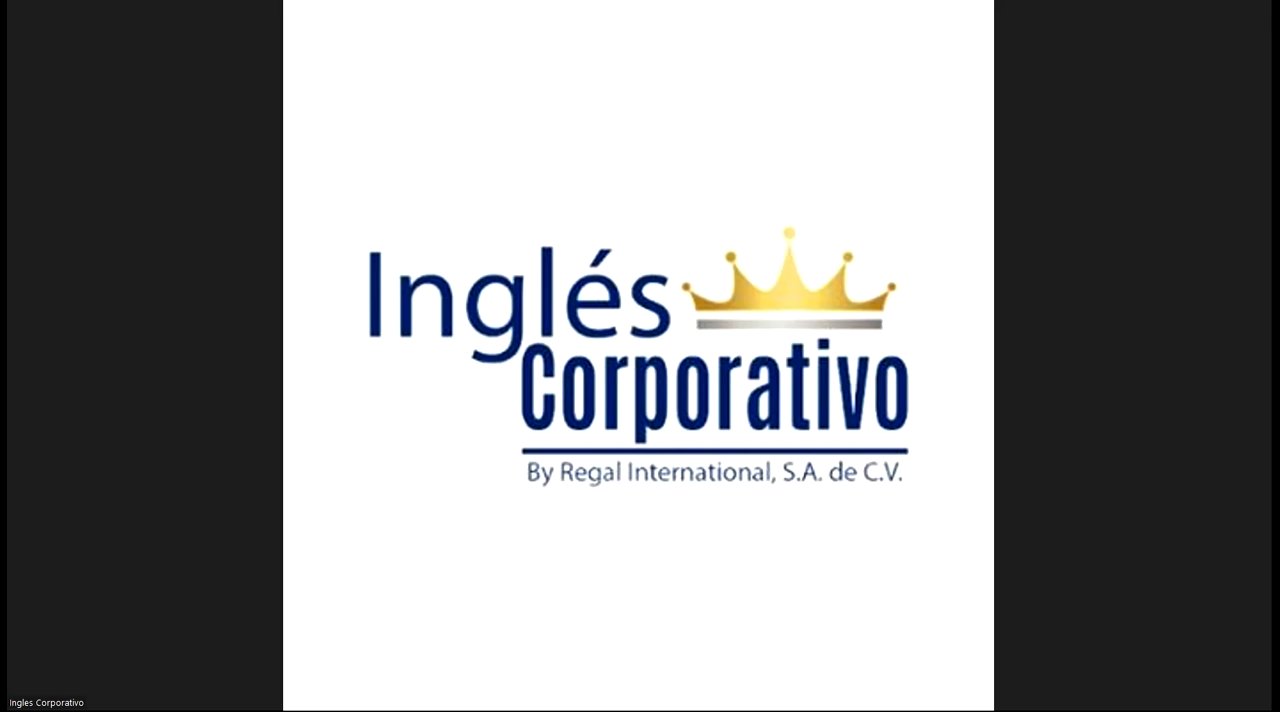 Inglés
Corporativo
By Regal International, S.A. de C.V.
Ingles Corporativo